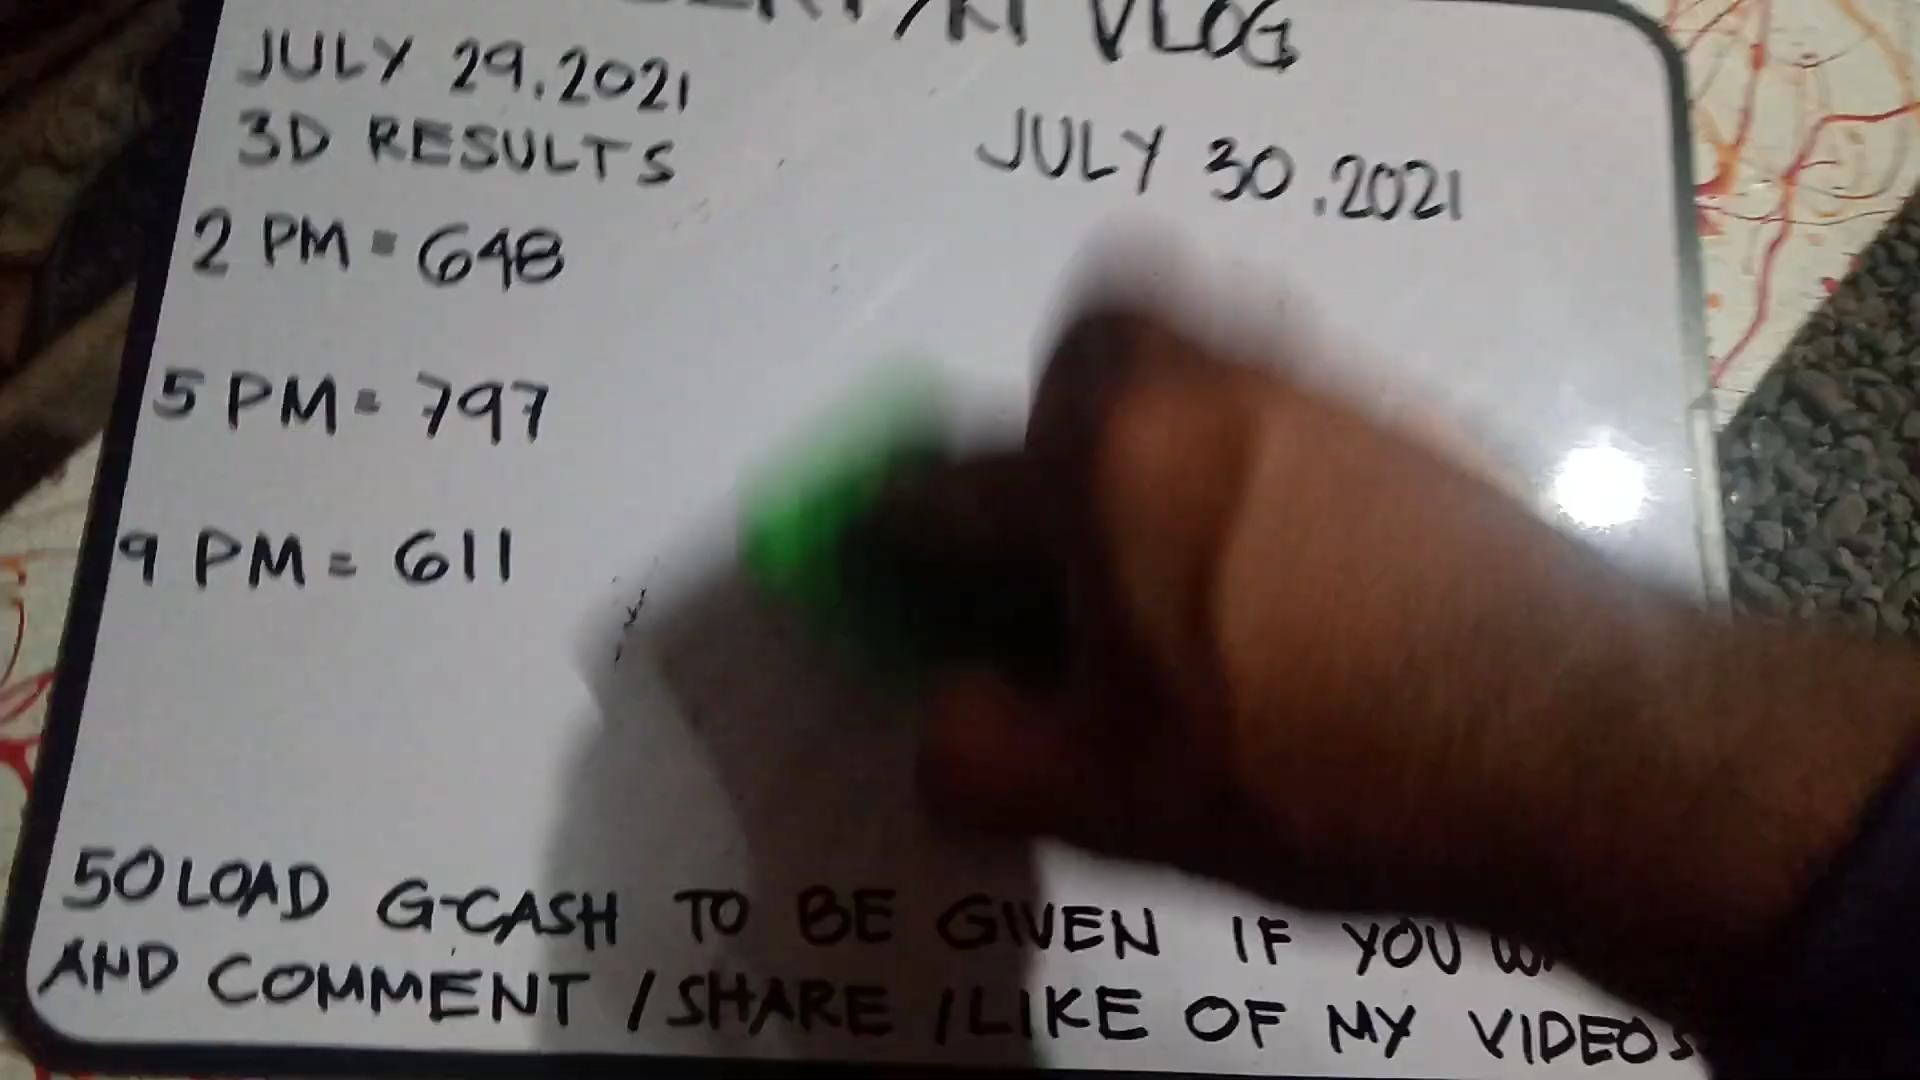 VLOG
JULY 29.2021
3D RESULTS
JULY 30.2021
2 PM = 648
5 PM = 797
9 PM = 611
50 LOAD G-CASH TO BE GIVEN IF YOU
AND COMMENT / SHARE / LIKE OF MY VIDEOS